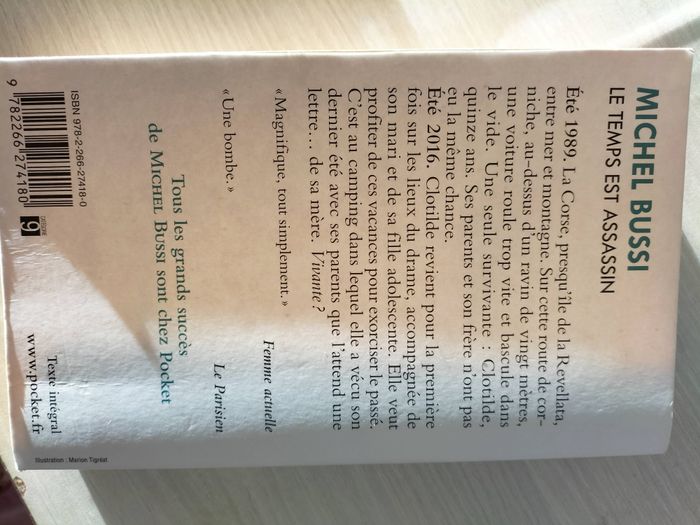 MICHEL BUSSI
LE TEMPS EST ASSASSIN
Été 1989. La Corse, presqu'île de la Revellata,
entre mer et montagne. Sur cette route de cor-
niche, au-dessus d'un ravin de vingt mètres,
une voiture roule trop vite et bascule dans
le vide. Une seule survivante : Clotilde,
quinze ans. Ses parents et son frère n'ont pas
eu la même chance.
Été 2016. Clotilde revient pour la première
fois sur les lieux du drame, accompagnée de
son mari et de sa fille adolescente. Elle veut
profiter de ces vacances pour exorciser le passé.
C'est au camping dans lequel elle a vécu son
dernier été avec ses parents que l'attend une
lettre... de sa mère. Vivante ?
« Magnifique, tout simplement. »
Femme actuelle
« Une bombe. »
Le Parisien
Tous les grands succès
de MICHEL BUSSI sont chez POCKET
ISBN 978-2-266-27418-0
9 782266 274180
CATÉGORIE
9
Texte intégral
www.pocket.fr
Illustration : Marion Tigréat